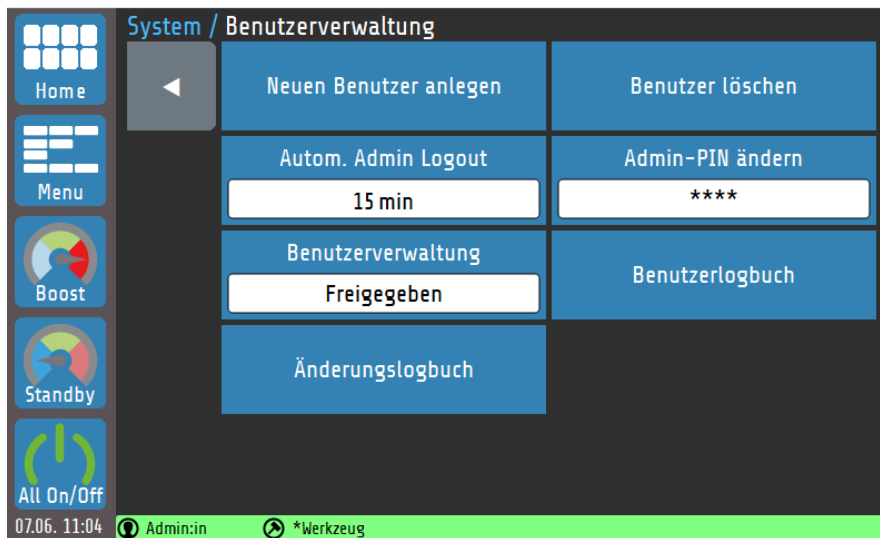 System / Benutzerverwaltung
Home
◄
Neuen Benutzer anlegen
Benutzer löschen
Menu
Autom. Admin Logout
15 min
Admin-PIN ändern
****
Boost
Benutzerverwaltung
Freigegeben
Benutzerlogbuch
Standby
Änderungslogbuch
All On/Off
07.06. 11:04
Admin:in
*Werkzeug